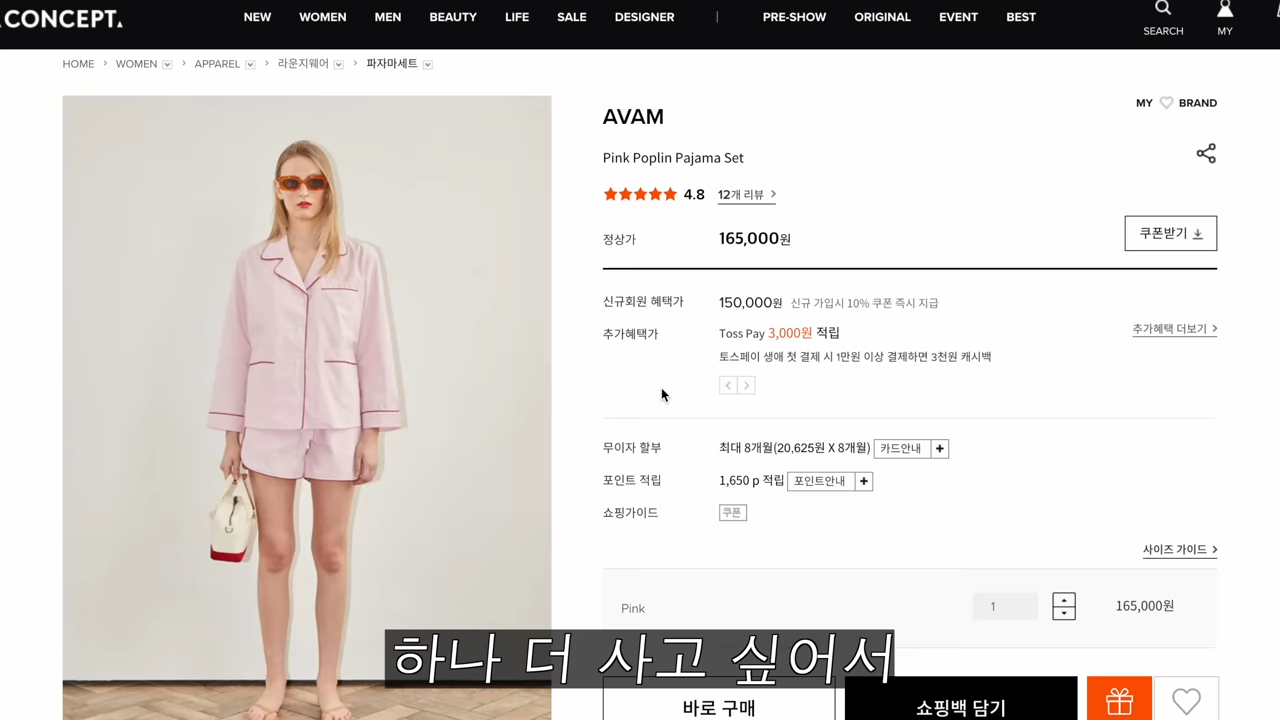 CONCEPT.
NEW WOMEN MEN BEAUTY LIFE SALE DESIGNER | PRE-SHOW ORIGINAL EVENT BEST
SEARCH MY
HOME > WOMEN > APPAREL > 라운지웨어 > 파자마세트
MY BRAND
AVAM
Pink Poplin Pajama Set
4.8 12개 리뷰 >
정상가 165,000원 쿠폰받기
신규회원 혜택가 150,000원 신규 가입시 10% 쿠폰 즉시 지급
추가혜택가 Toss Pay 3,000원 적립 추가혜택 더보기 >
토스페이 생애 첫 결제 시 1만원 이상 결제하면 3천원 캐시백
무이자 할부 최대 8개월(20,625원 X 8개월) 카드안내 +
포인트 적립 1,650 p 적립 포인트안내 +
쇼핑가이드 쿠폰
사이즈 가이드 >
Pink 1 165,000원
하나 더 사고 싶어서
바로 구매 쇼핑백 담기